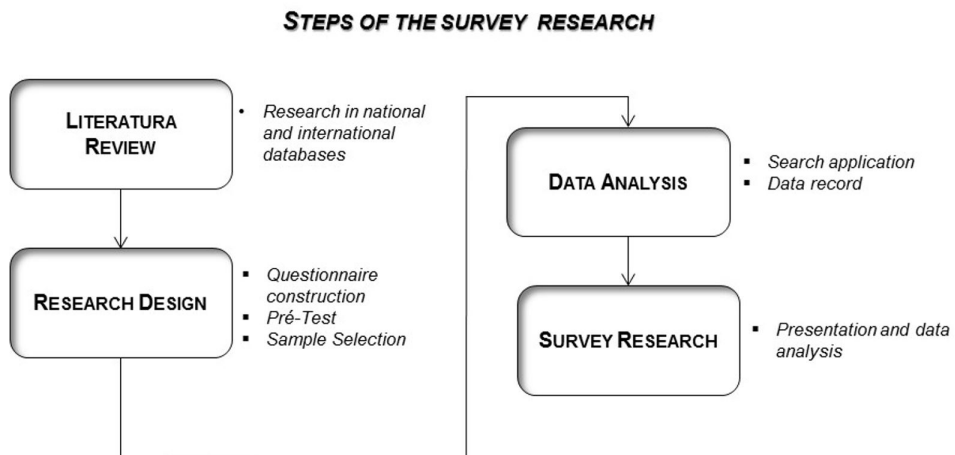 STEPS OF THE SURVEY RESEARCH
LITERATURA
REVIEW
• Research in national
and international
databases
RESEARCH DESIGN
▪ Questionnaire
construction
▪ Pré-Test
▪ Sample Selection
DATA ANALYSIS
▪ Search application
▪ Data record
SURVEY RESEARCH
▪ Presentation and data
analysis